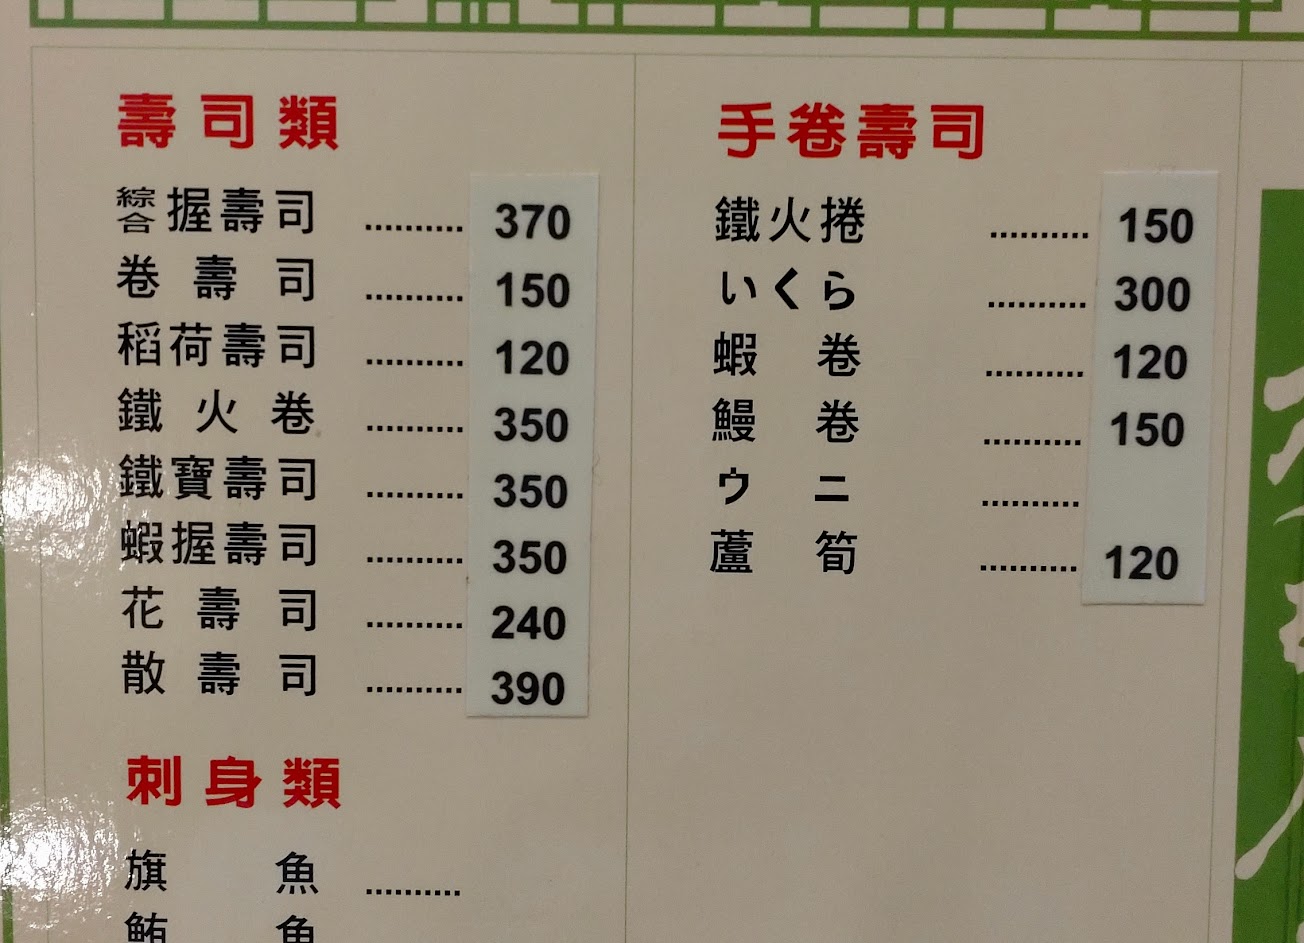 壽司類
綜合握壽司 .......... 370
卷壽司 .......... 150
稻荷壽司 .......... 120
鐵火卷 .......... 350
鐵寶壽司 .......... 350
蝦握壽司 .......... 350
花壽司 .......... 240
散壽司 .......... 390
刺身類
旗魚 ..........
鮪魚
手卷壽司
鐵火捲 .......... 150
いくら .......... 300
蝦卷 .......... 120
鰻卷 .......... 150
ウニ ..........
蘆筍 .......... 120